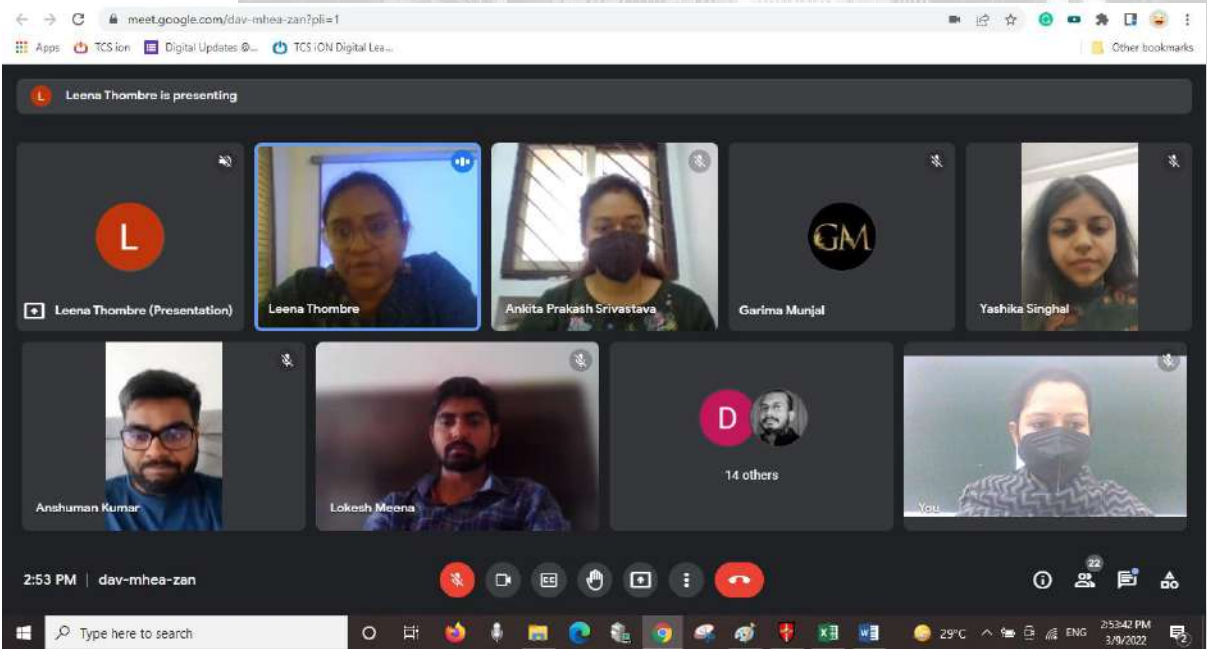 meet.google.com/dav-mhea-zan?pli=1
Apps TCS ion Digital Updates @... TCS iON Digital Lea... Other bookmarks
L Leena Thombre is presenting
L
GM
Leena Thombre (Presentation) Leena Thombre Ankita Prakash Srivastava Garima Munjal Yashika Singhal
D
14 others
Anshuman Kumar Lokesh Meena You
2:53 PM | dav-mhea-zan CC 22
Type here to search 29°C ENG 2:53:42 PM
3/9/2022 2